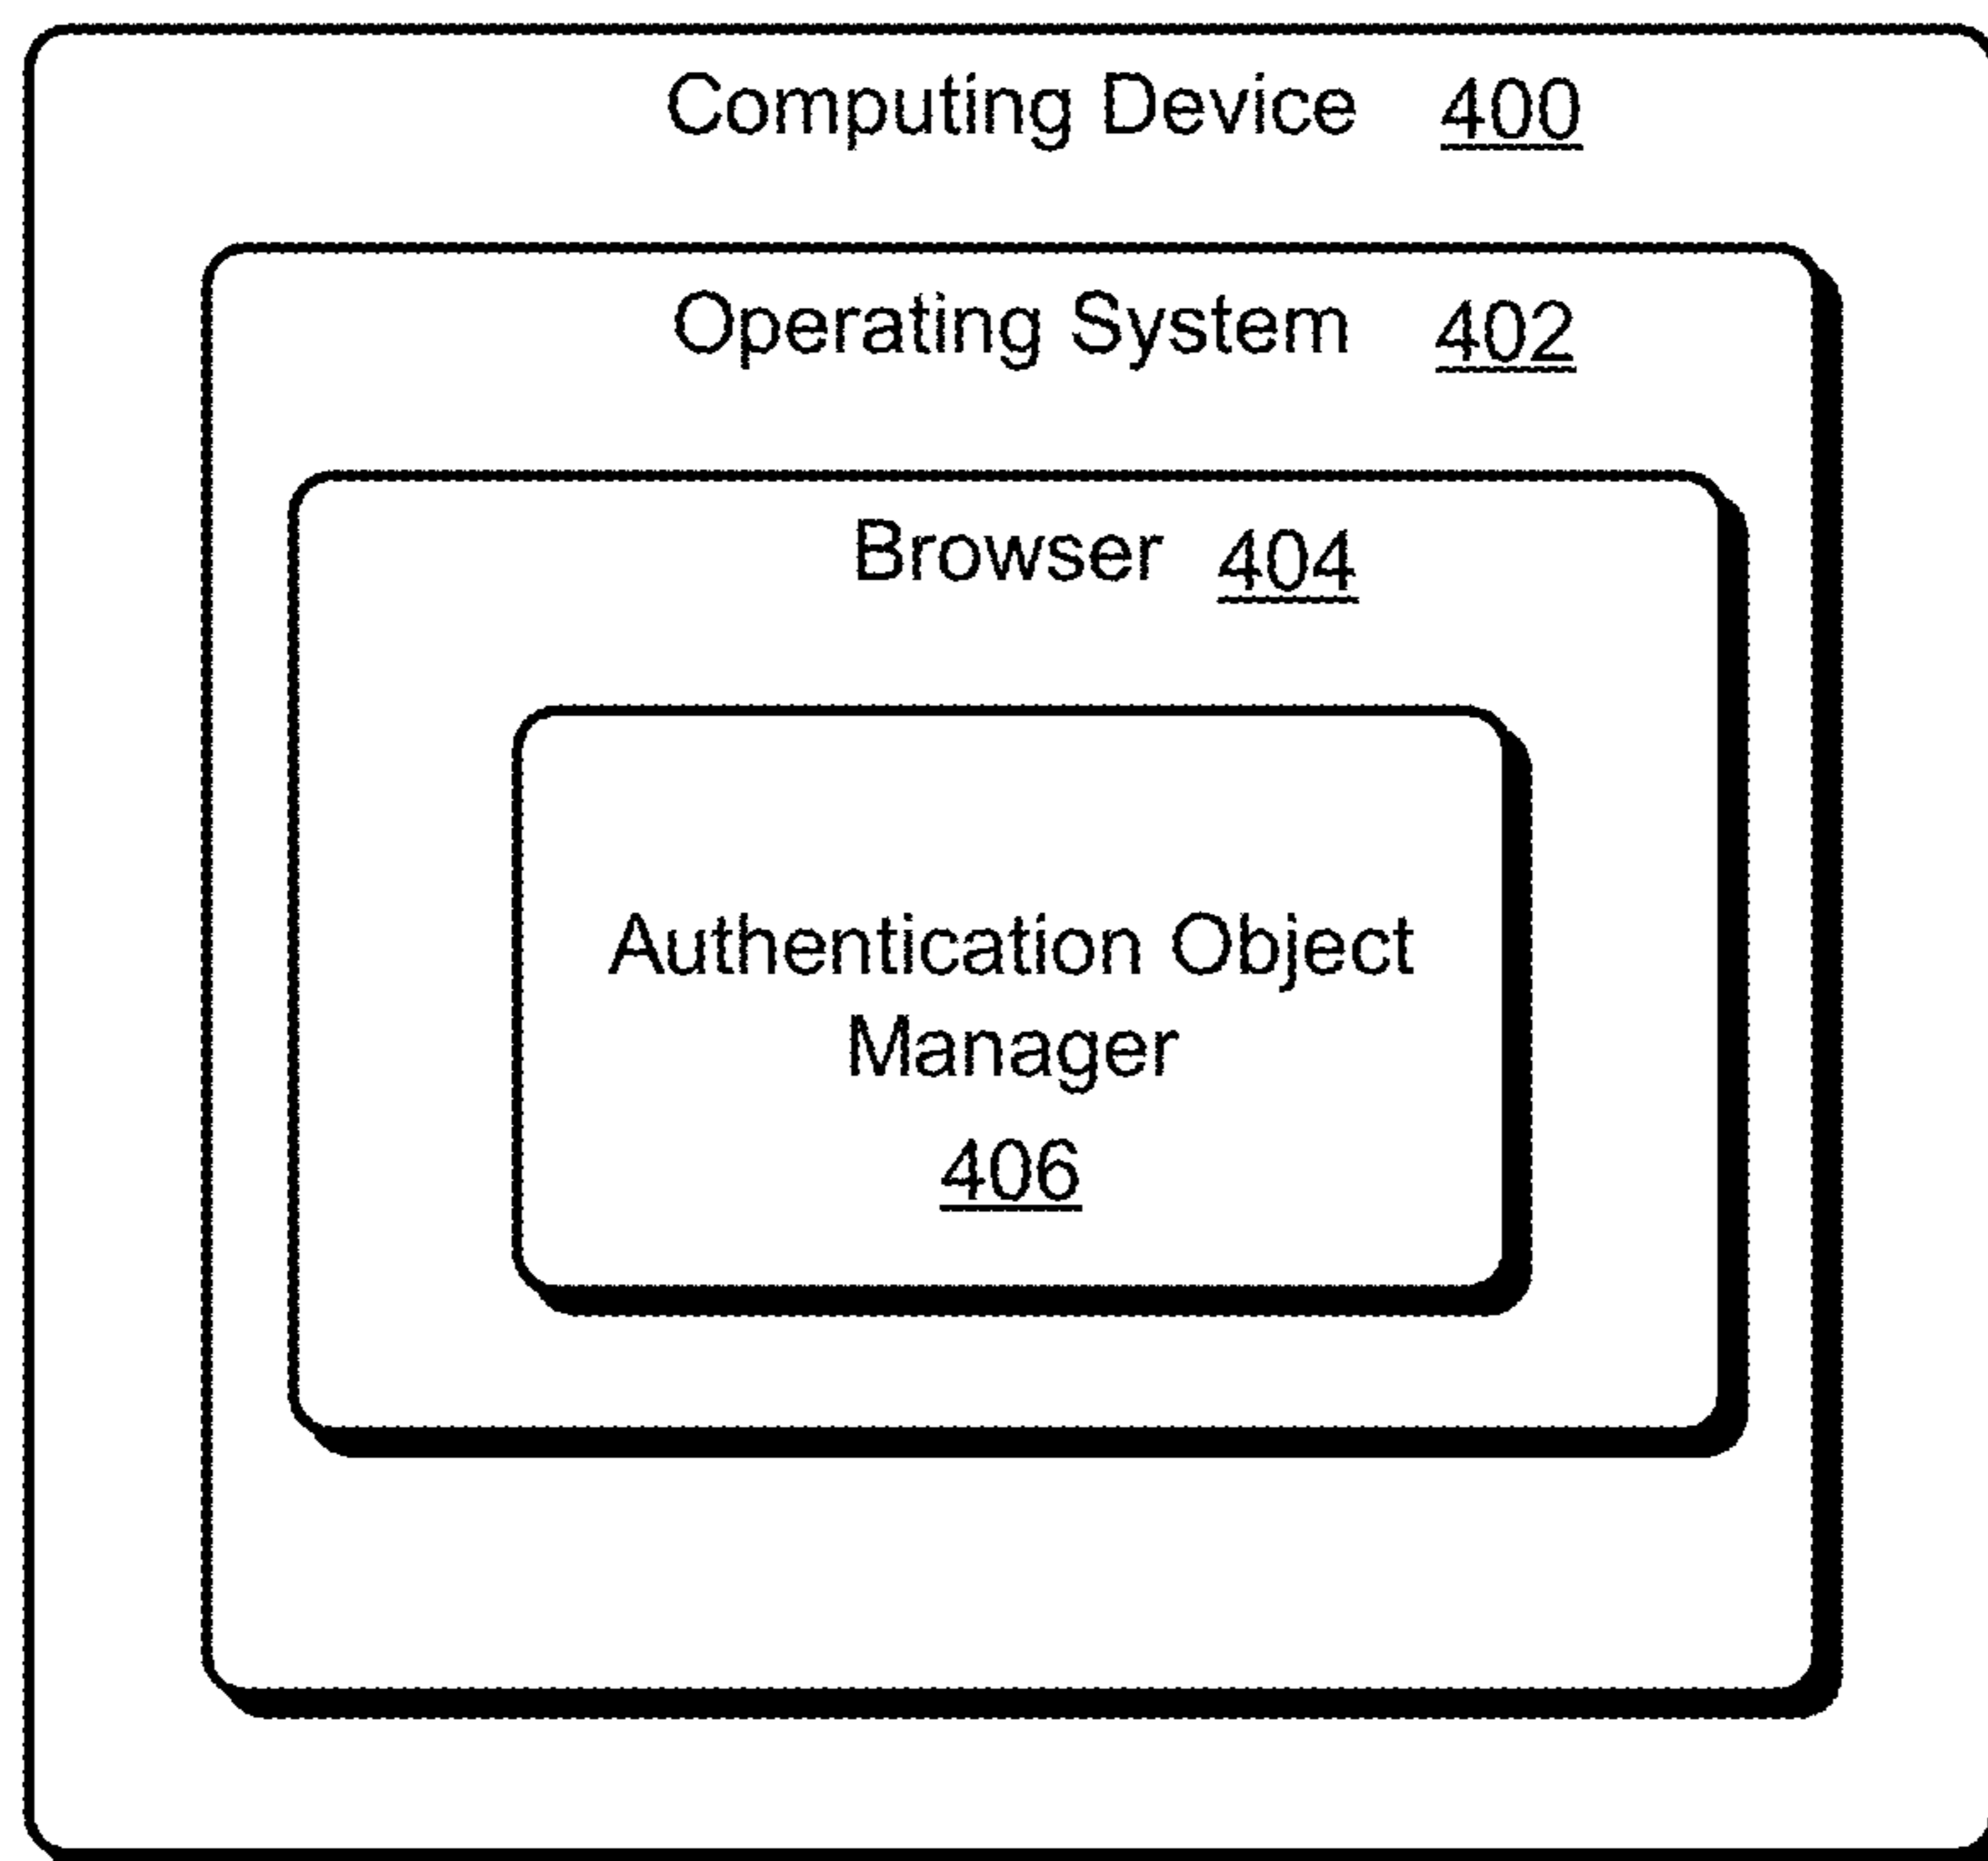 Computing Device 400
Operating System 402
Browser 404
Authentication Object
Manager
406